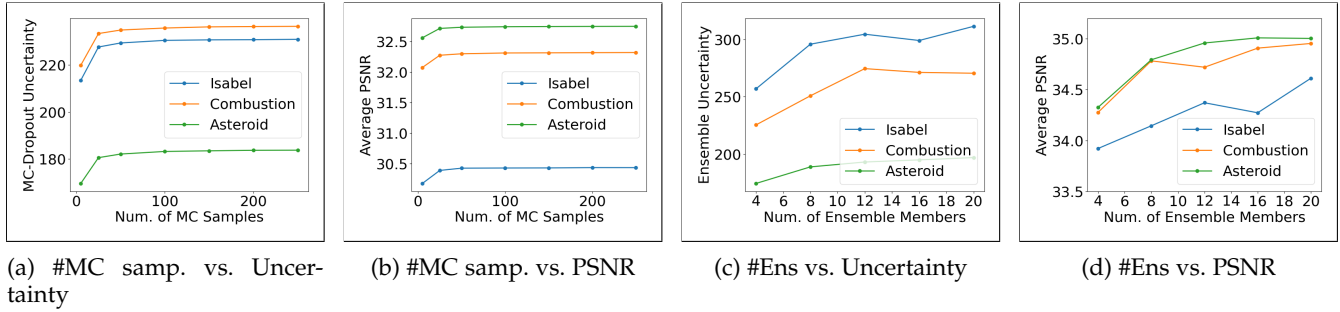 MC-Dropout Uncertainty
220
200
180
0
100
200
Num. of MC Samples
Isabel
Combustion
Asteroid
(a) #MC samp. vs. Uncer-
tainty
Average PSNR
32.5
32.0
31.5
31.0
30.5
0
100
200
Num. of MC Samples
Isabel
Combustion
Asteroid
(b) #MC samp. vs. PSNR
Ensemble Uncertainty
300
250
200
4 6 8 10 12 14 16 18 20
Num. of Ensemble Members
Isabel
Combustion
Asteroid
(c) #Ens vs. Uncertainty
Average PSNR
35.0
34.5
34.0
33.5
4 6 8 10 12 14 16 18 20
Num. of Ensemble Members
Isabel
Combustion
Asteroid
(d) #Ens vs. PSNR